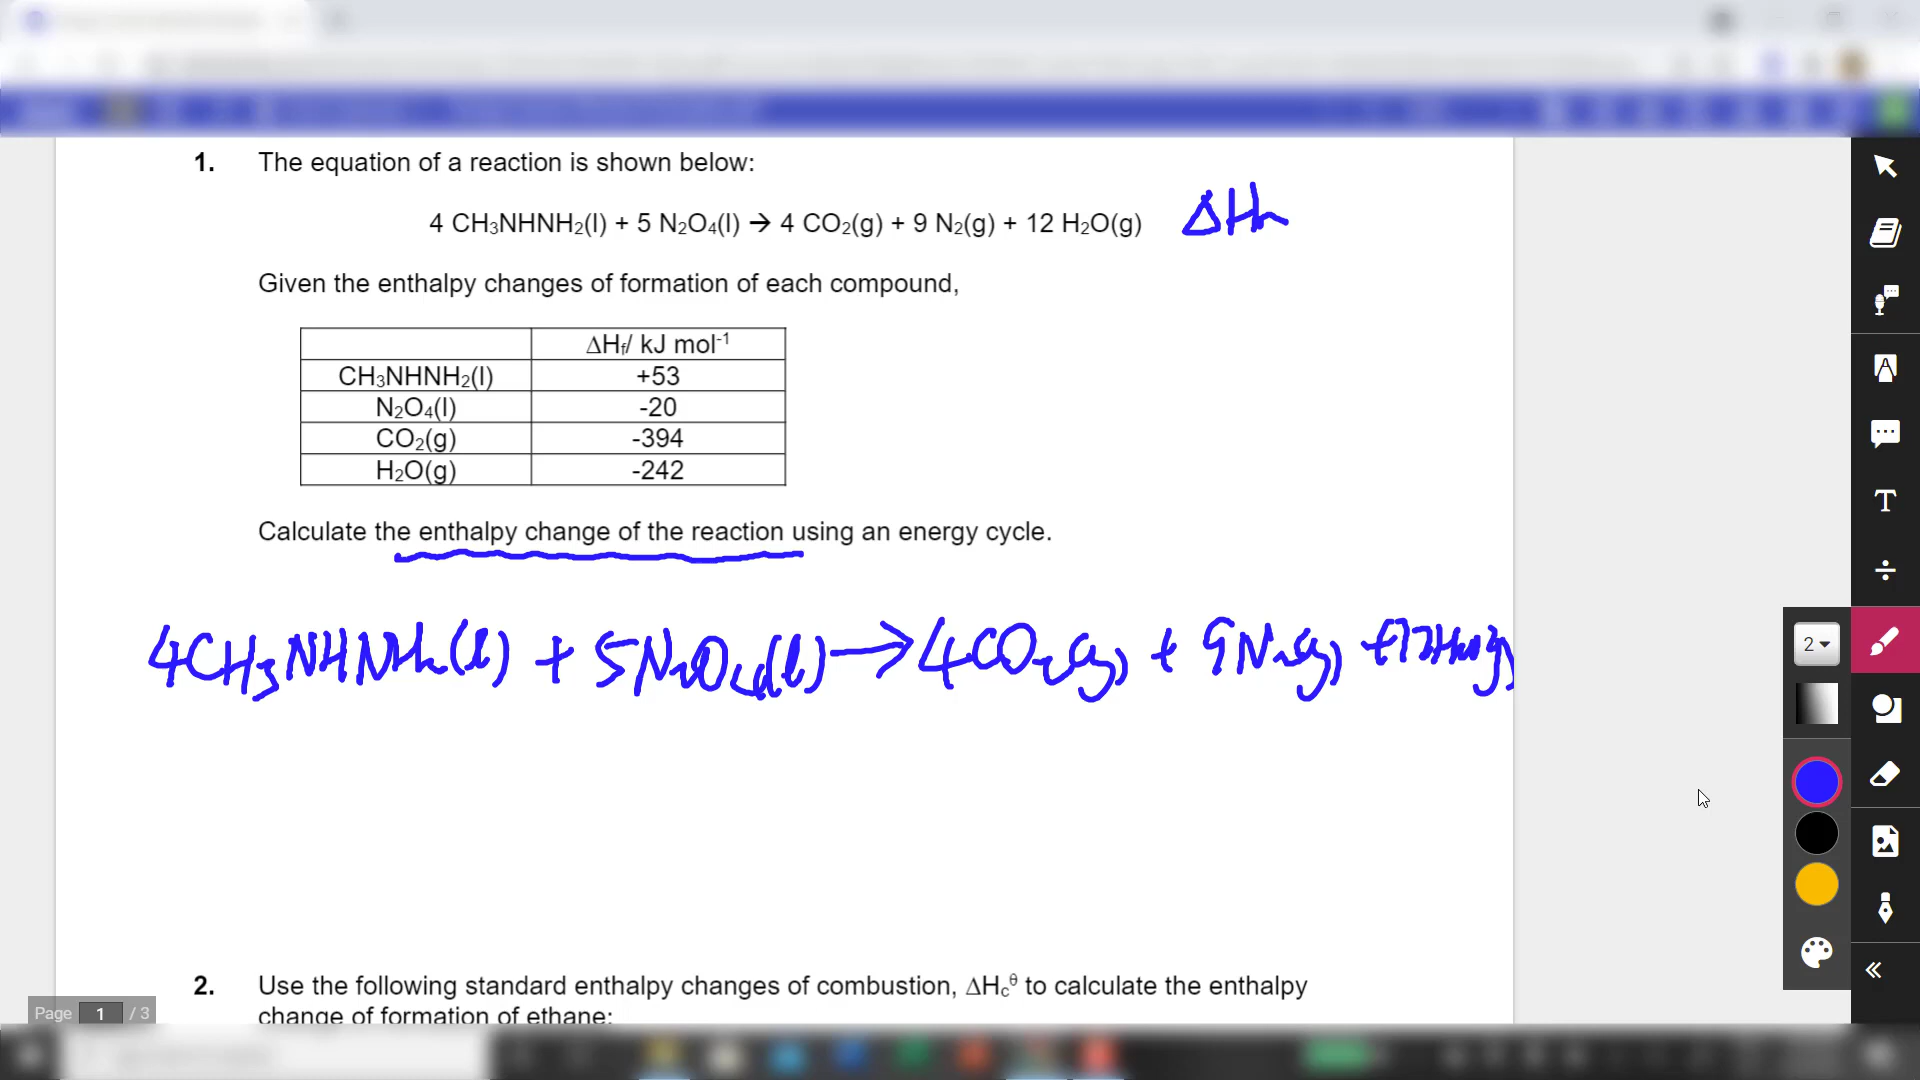 1. The equation of a reaction is shown below:
4 CH₃NHNH₂(l) + 5 N₂O₄(l) → 4 CO₂(g) + 9 N₂(g) + 12 H₂O(g) ΔHr
Given the enthalpy changes of formation of each compound,
ΔHf/ kJ mol⁻¹
CH₃NHNH₂(l) +53
N₂O₄(l) -20
CO₂(g) -394
H₂O(g) -242
Calculate the enthalpy change of the reaction using an energy cycle.
4CH₃NHNH₂(l) + 5N₂O₄(l) → 4CO₂(g) + 9N₂(g) + 12H₂O(g)
2. Use the following standard enthalpy changes of combustion, ΔHcᶿ to calculate the enthalpy
change of formation of ethane:
Page 1 / 3
2